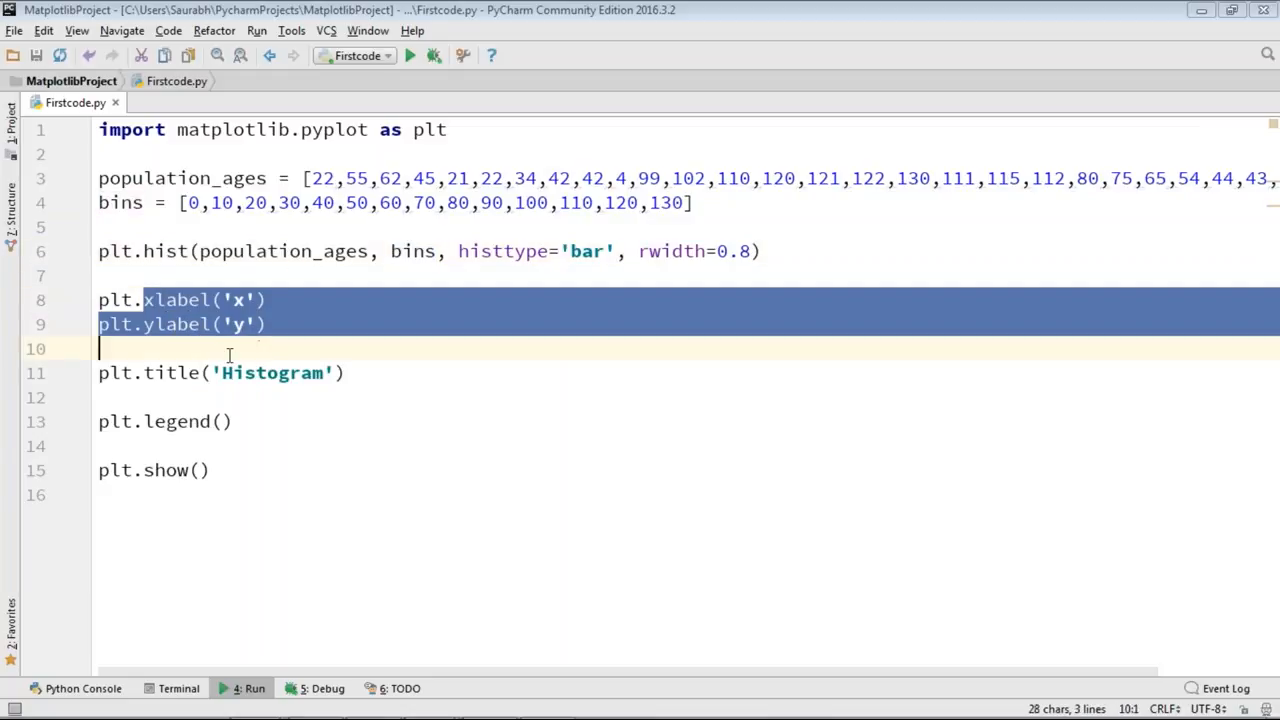 MatplotlibProject - [C:\Users\Saurabh\PycharmProjects\MatplotlibProject] - ...\Firstcode.py - PyCharm Community Edition 2016.3.2
File Edit View Navigate Code Refactor Run Tools VCS Window Help
Firstcode
MatplotlibProject Firstcode.py
Firstcode.py
1: Project
Z: Structure
2: Favorites
1 import matplotlib.pyplot as plt
2
3 population_ages = [22,55,62,45,21,22,34,42,42,4,99,102,110,120,121,122,130,111,115,112,80,75,65,54,44,43,
4 bins = [0,10,20,30,40,50,60,70,80,90,100,110,120,130]
5
6 plt.hist(population_ages, bins, histtype='bar', rwidth=0.8)
7
8 plt.xlabel('x')
9 plt.ylabel('y')
10
11 plt.title('Histogram')
12
13 plt.legend()
14
15 plt.show()
16
Python Console Terminal 4: Run 5: Debug 6: TODO Event Log
28 chars, 3 lines 10:1 CRLF÷ UTF-8÷